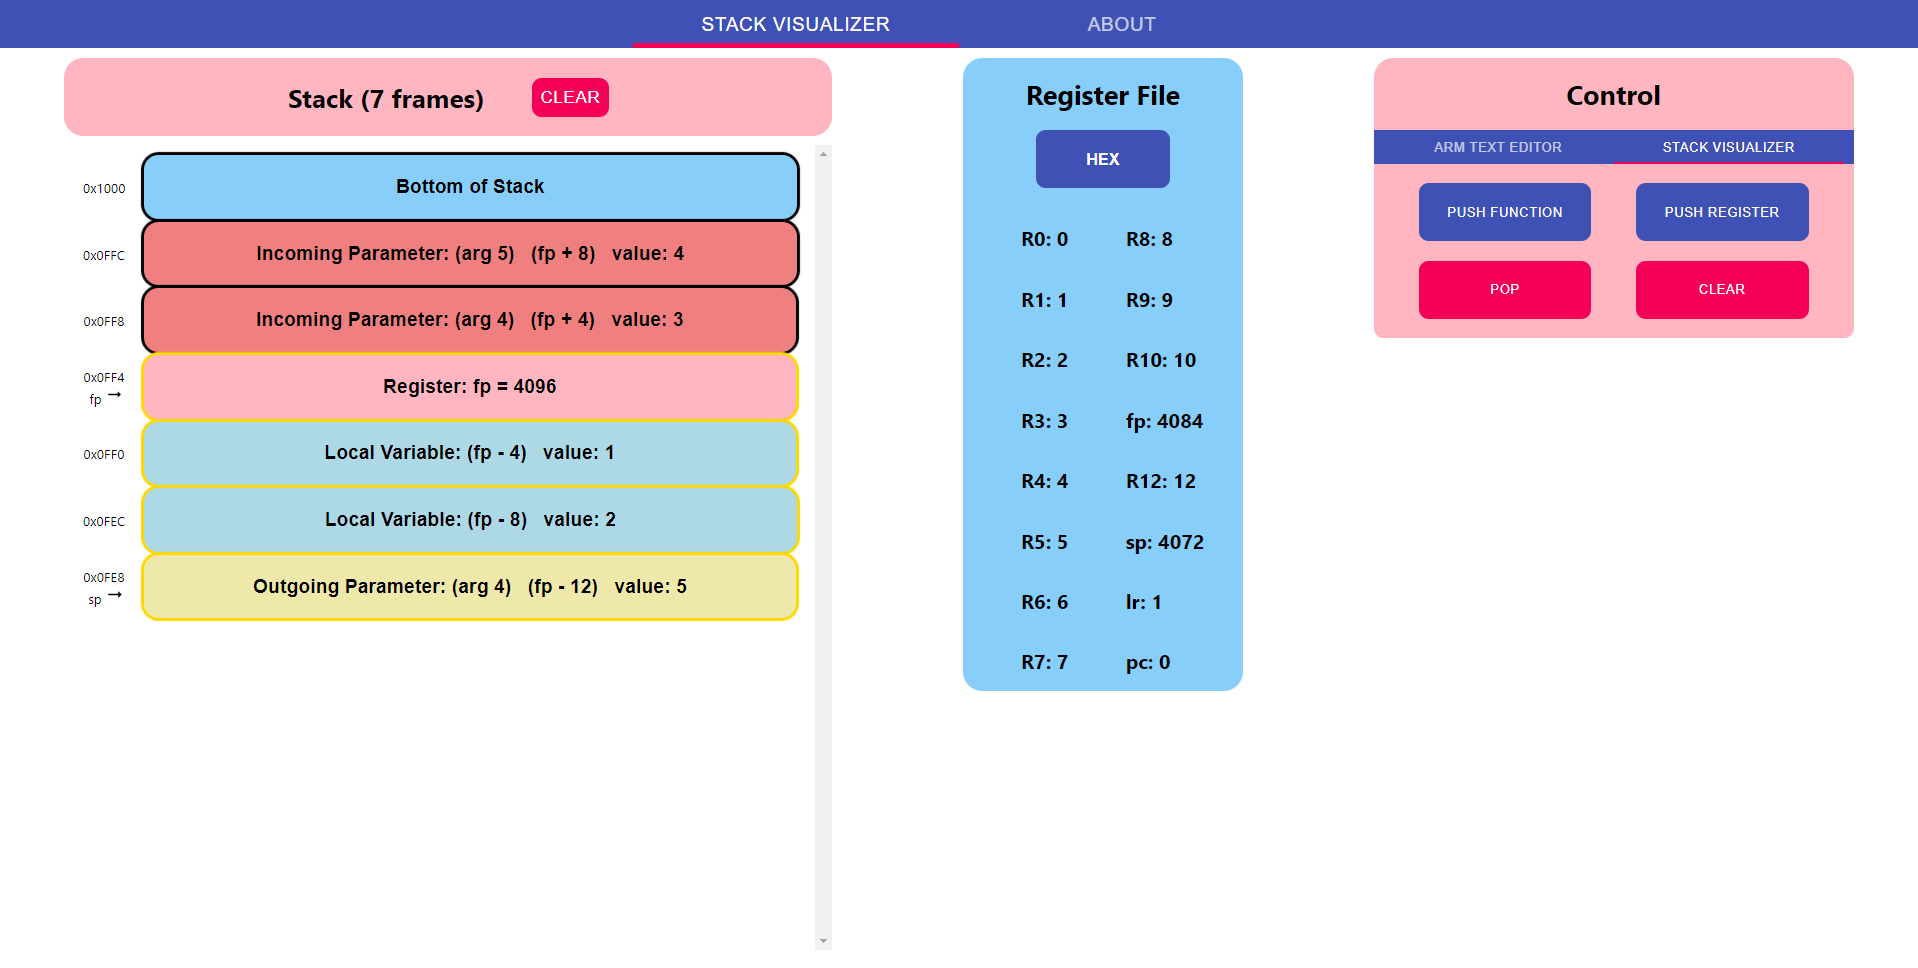 STACK VISUALIZER ABOUT
Stack (7 frames) CLEAR
0x1000 Bottom of Stack
0x0FFC Incoming Parameter: (arg 5) (fp + 8) value: 4
0x0FF8 Incoming Parameter: (arg 4) (fp + 4) value: 3
0x0FF4
fp → Register: fp = 4096
0x0FF0 Local Variable: (fp - 4) value: 1
0x0FEC Local Variable: (fp - 8) value: 2
0x0FE8
sp → Outgoing Parameter: (arg 4) (fp - 12) value: 5
Register File
HEX
R0: 0 R8: 8
R1: 1 R9: 9
R2: 2 R10: 10
R3: 3 fp: 4084
R4: 4 R12: 12
R5: 5 sp: 4072
R6: 6 lr: 1
R7: 7 pc: 0
Control
ARM TEXT EDITOR STACK VISUALIZER
PUSH FUNCTION PUSH REGISTER
POP CLEAR